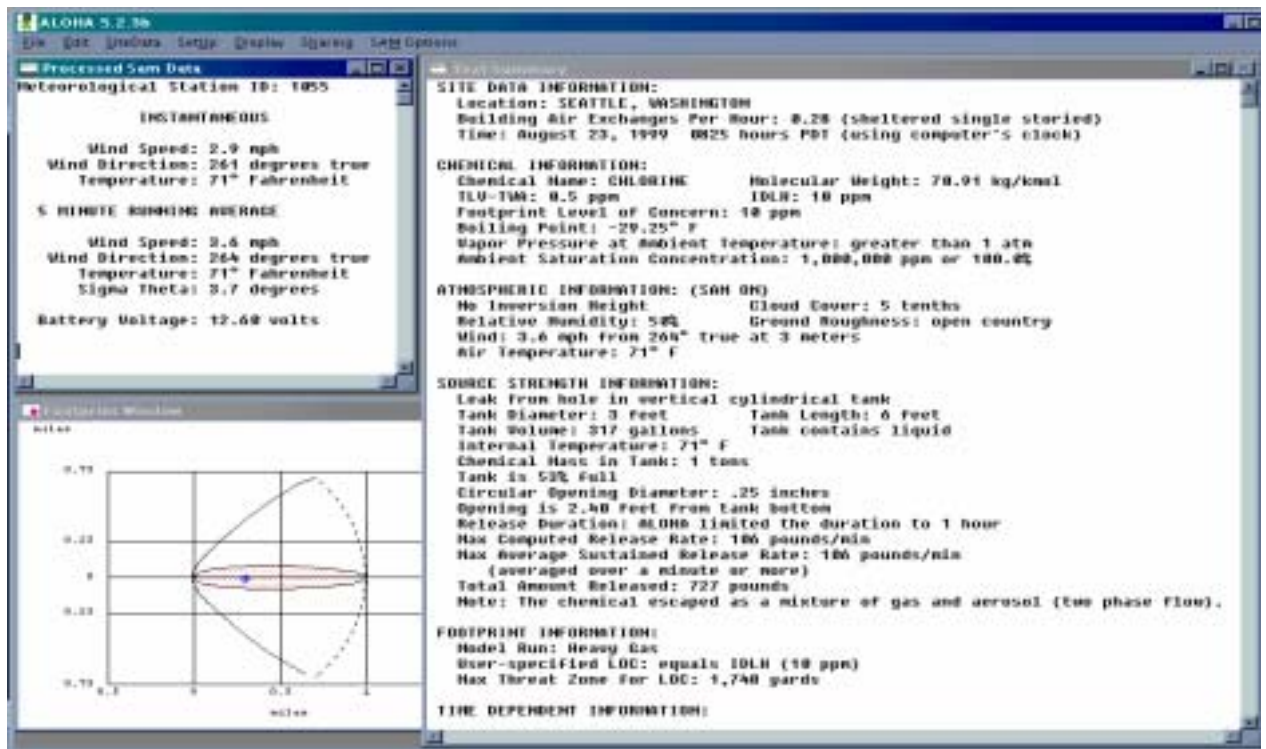 ALOHA 5.2.3b
File Edit SiteData SetUp Display Sharing SAM Options
Processed Sam Data
Meteorological Station ID: 1055
INSTANTANEOUS
Wind Speed: 2.9 mph
Wind Direction: 261 degrees true
Temperature: 71° Fahrenheit
5 MINUTE RUNNING AVERAGE
Wind Speed: 3.6 mph
Wind Direction: 264 degrees true
Temperature: 71° Fahrenheit
Sigma Theta: 3.7 degrees
Battery Voltage: 12.60 volts
Footprint Window
miles
0.75
0.25
0
0.25
0.75
0.5
0
0.5
1
miles
Text Summary
SITE DATA INFORMATION:
Location: SEATTLE, WASHINGTON
Building Air Exchanges Per Hour: 0.28 (sheltered single storied)
Time: August 23, 1999 0825 hours PDT (using computer's clock)
CHEMICAL INFORMATION:
Chemical Name: CHLORINE Molecular Weight: 70.91 kg/kmol
TLV-TWA: 0.5 ppm IDLH: 10 ppm
Footprint Level of Concern: 10 ppm
Boiling Point: -29.25° F
Vapor Pressure at Ambient Temperature: greater than 1 atm
Ambient Saturation Concentration: 1,000,000 ppm or 100.0%
ATMOSPHERIC INFORMATION: (SAM ON)
No Inversion Height Cloud Cover: 5 tenths
Relative Humidity: 50% Ground Roughness: open country
Wind: 3.6 mph from 264° true at 3 meters
Air Temperature: 71° F
SOURCE STRENGTH INFORMATION:
Leak from hole in vertical cylindrical tank
Tank Diameter: 3 feet Tank Length: 6 feet
Tank Volume: 317 gallons Tank contains liquid
Internal Temperature: 71° F
Chemical Mass in Tank: 1 tons
Tank is 53% full
Circular Opening Diameter: .25 inches
Opening is 2.40 feet from tank bottom
Release Duration: ALOHA limited the duration to 1 hour
Max Computed Release Rate: 106 pounds/min
Max Average Sustained Release Rate: 106 pounds/min
(averaged over a minute or more)
Total Amount Released: 727 pounds
Note: The chemical escaped as a mixture of gas and aerosol (two phase flow).
FOOTPRINT INFORMATION:
Model Run: Heavy Gas
User-specified LOC: equals IDLH (10 ppm)
Max Threat Zone for LOC: 1,740 yards
TIME DEPENDENT INFORMATION: